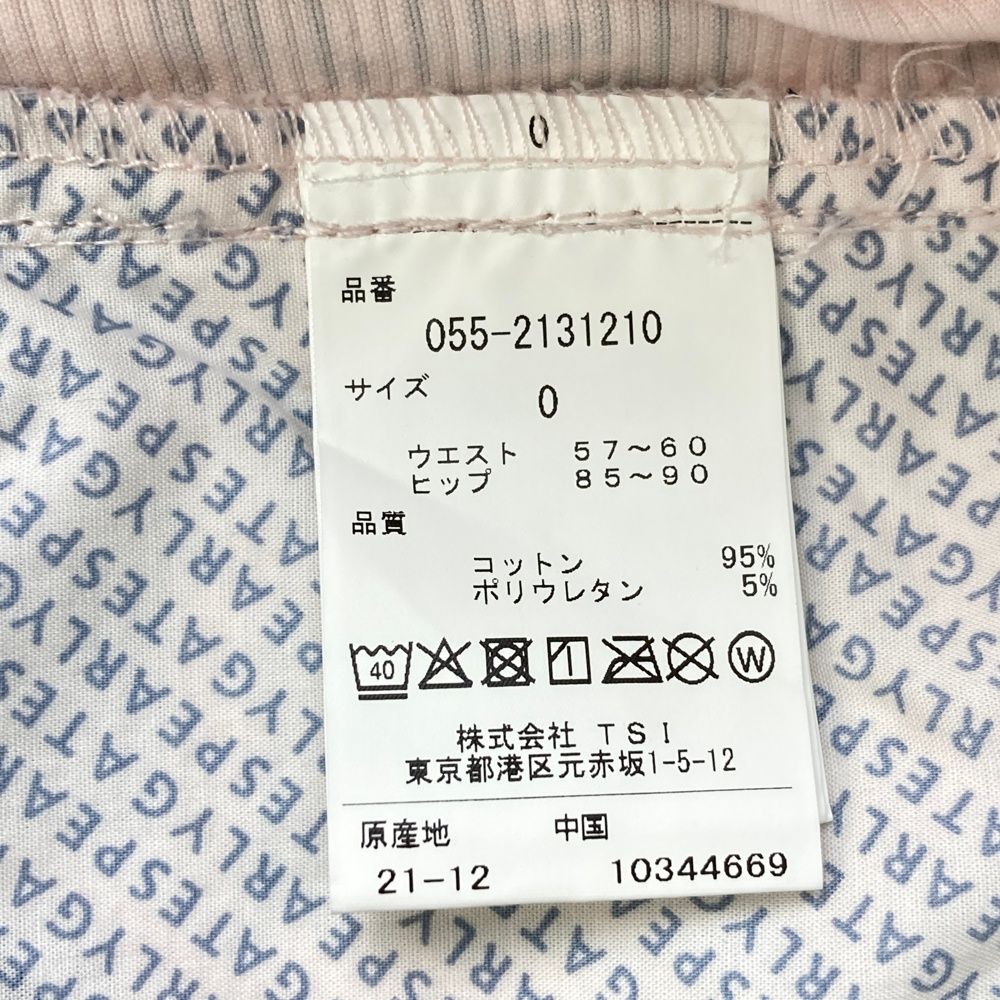 0
品番
055-2131210
サイズ
0
ウエスト 57~60
ヒップ 85~90
品質
コットン 95%
ポリウレタン 5%
40
W
株式会社 TSI
東京都港区元赤坂1-5-12
原産地 中国
21-12 10344669
PEARLY GATES